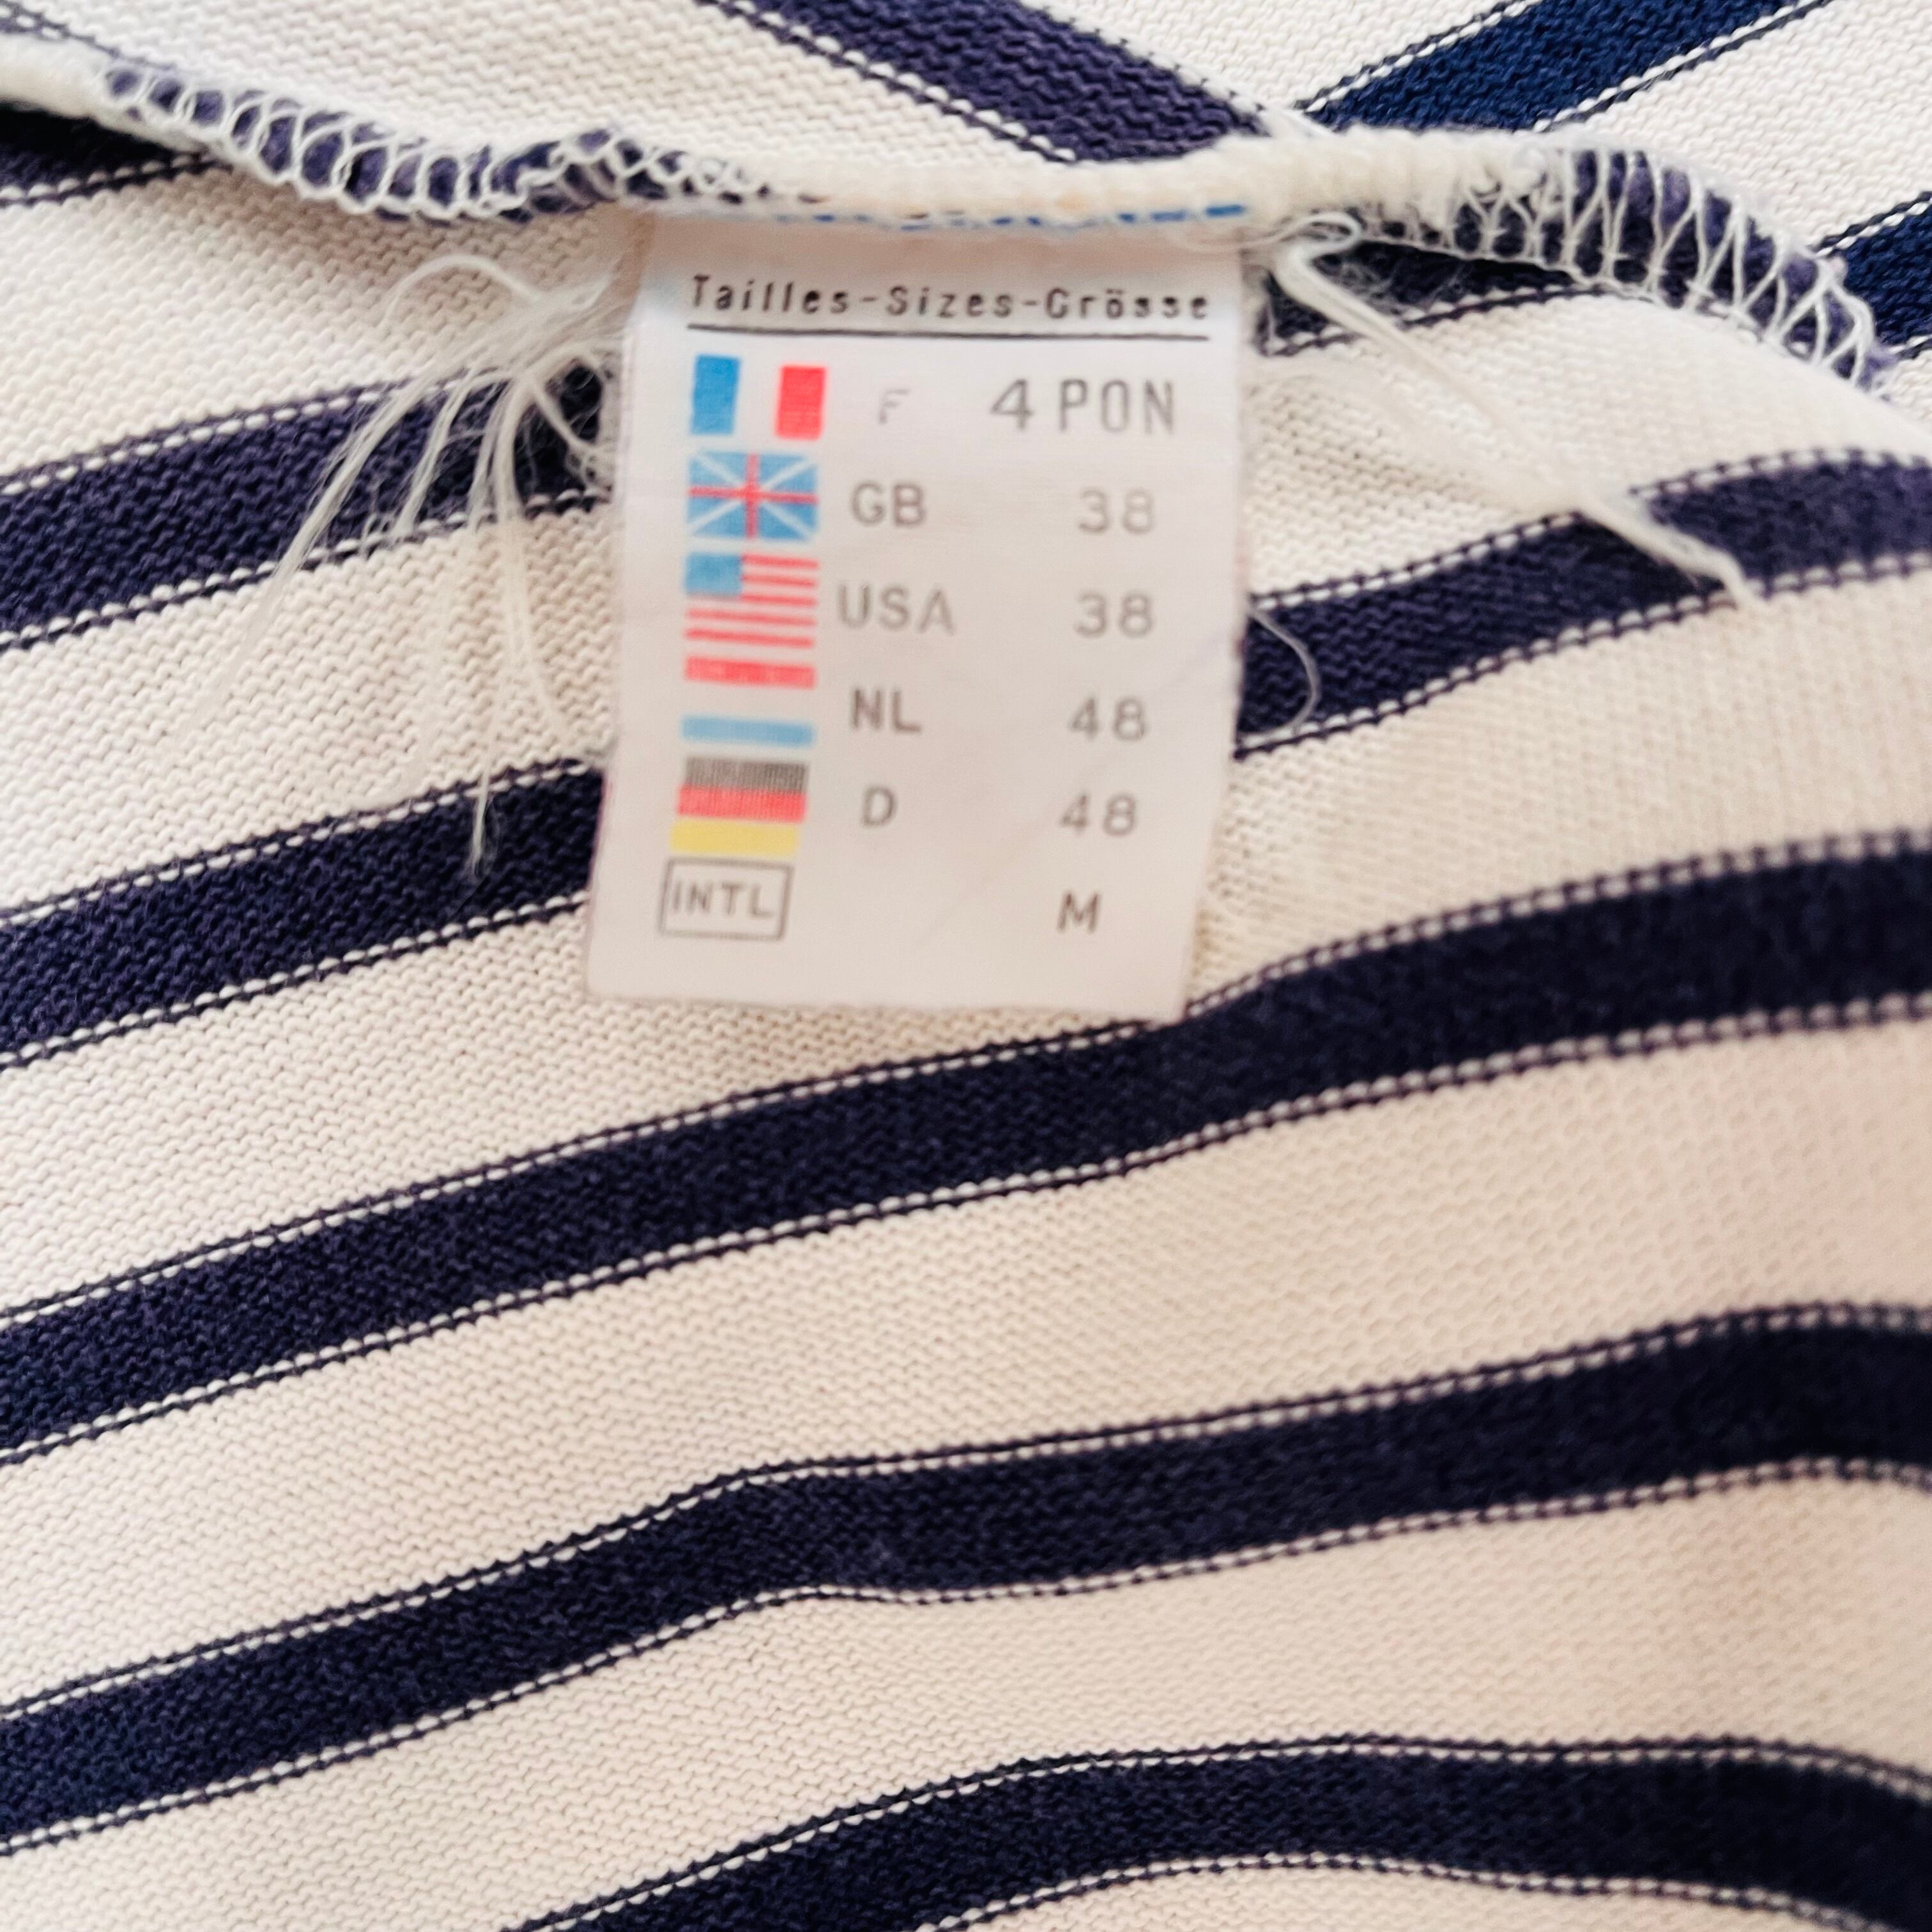 Tailles-Sizes-Grösse
F 4 PON
GB 38
USA 38
NL 48
D 48
INTL M